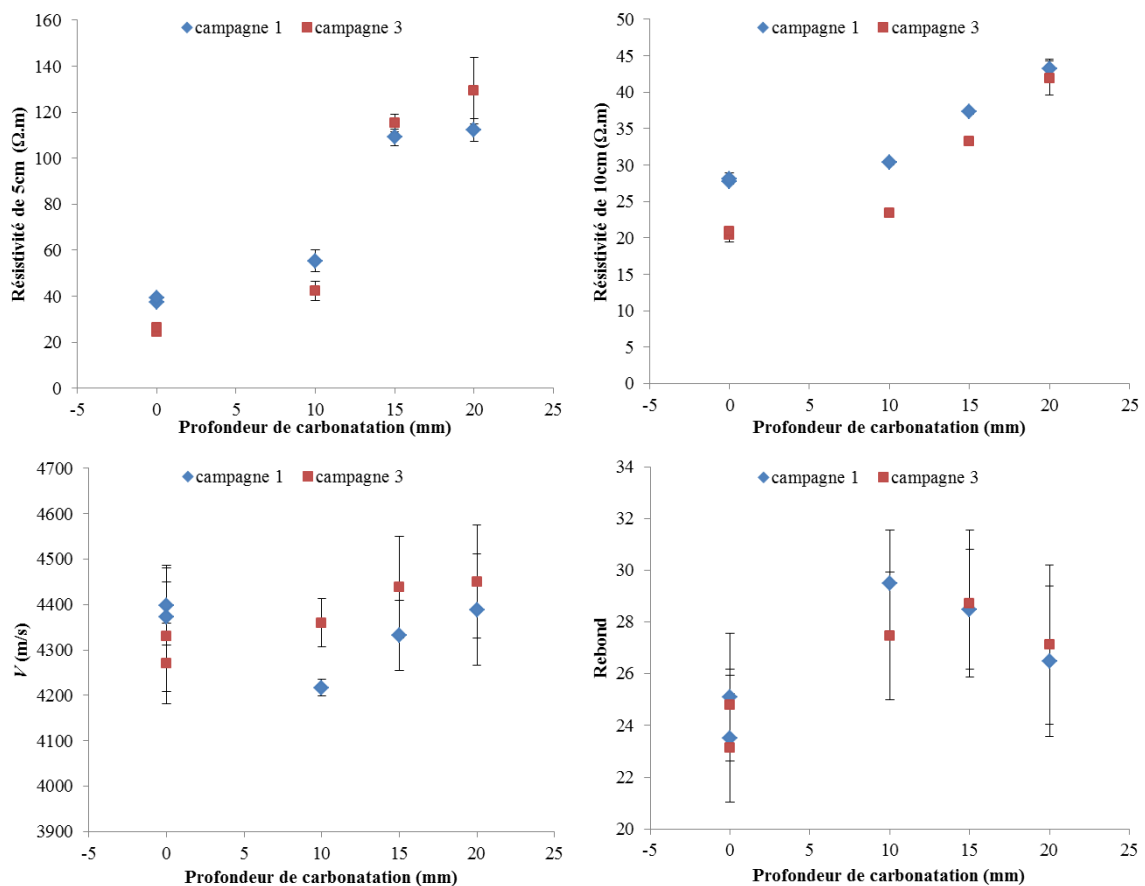 campagne 1 campagne 3
160
140
120
100
80
60
40
20
0
-5 0 5 10 15 20 25
Résistivité de 5cm (Ω.m)
Profondeur de carbonatation (mm)
campagne 1 campagne 3
50
45
40
35
30
25
20
15
10
5
0
-5 0 5 10 15 20 25
Résistivité de 10cm (Ω.m)
Profondeur de carbonatation (mm)
campagne 1 campagne 3
4700
4600
4500
4400
4300
4200
4100
4000
3900
-5 0 5 10 15 20 25
V (m/s)
Profondeur de carbonatation (mm)
campagne 1 campagne 3
34
32
30
28
26
24
22
20
-5 0 5 10 15 20 25
Rebond
Profondeur de carbonatation (mm)